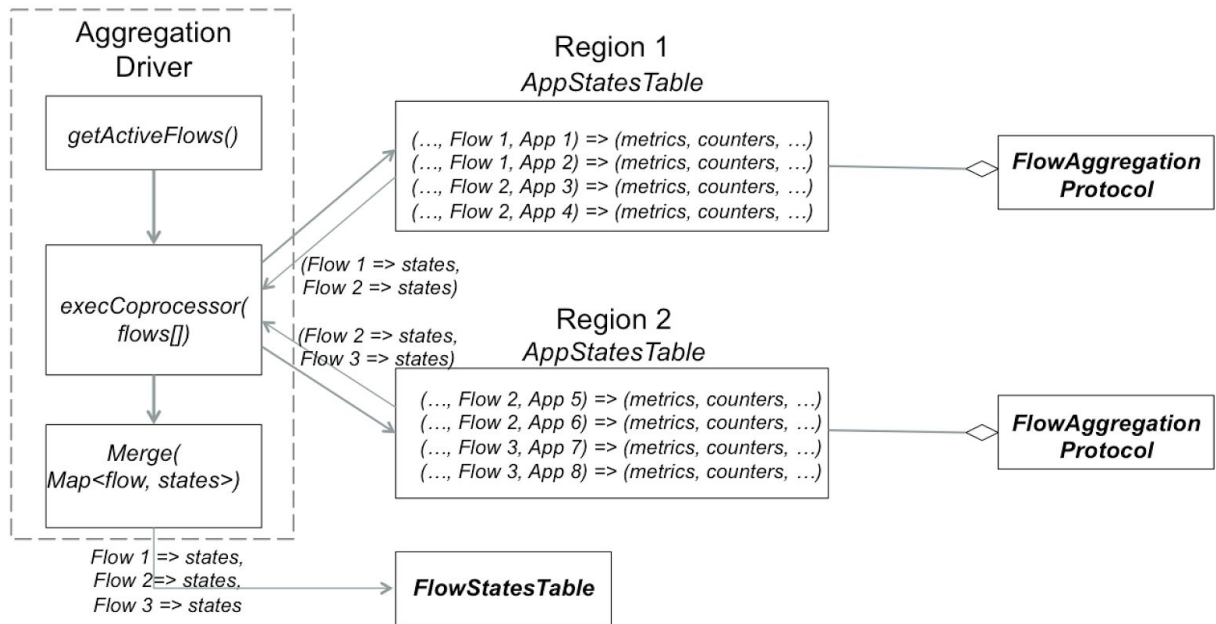 Aggregation
Driver
getActiveFlows()
execCoprocessor(
flows[])
Merge(
Map<flow, states>)
Region 1
AppStatesTable
(..., Flow 1, App 1) => (metrics, counters, ...)
(..., Flow 1, App 2) => (metrics, counters, ...)
(..., Flow 2, App 3) => (metrics, counters, ...)
(..., Flow 2, App 4) => (metrics, counters, ...)
FlowAggregation
Protocol
(Flow 1 => states,
Flow 2 => states)
(Flow 2 => states,
Flow 3 => states)
Region 2
AppStatesTable
(..., Flow 2, App 5) => (metrics, counters, ...)
(..., Flow 2, App 6) => (metrics, counters, ...)
(..., Flow 3, App 7) => (metrics, counters, ...)
(..., Flow 3, App 8) => (metrics, counters, ...)
FlowAggregation
Protocol
Flow 1 => states,
Flow 2=> states,
Flow 3 => states
FlowStatesTable